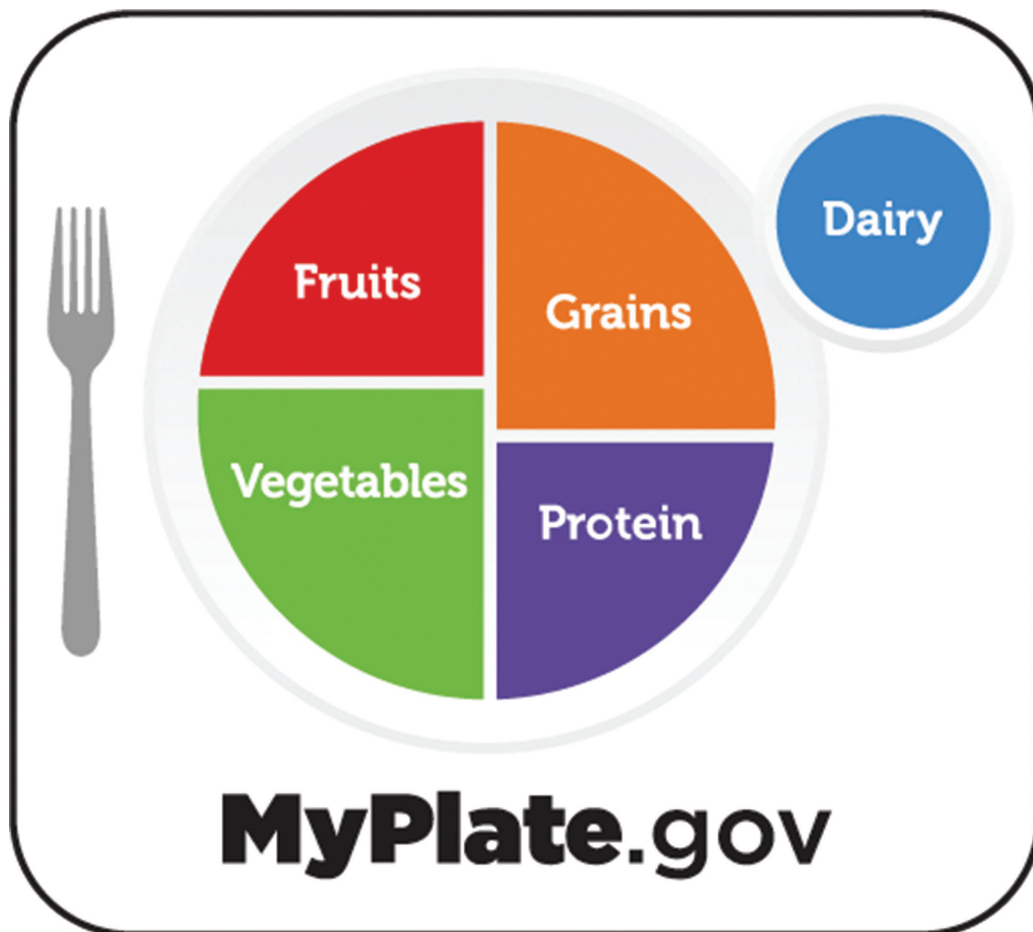 Fruits
Grains
Dairy
Vegetables
Protein
MyPlate.gov